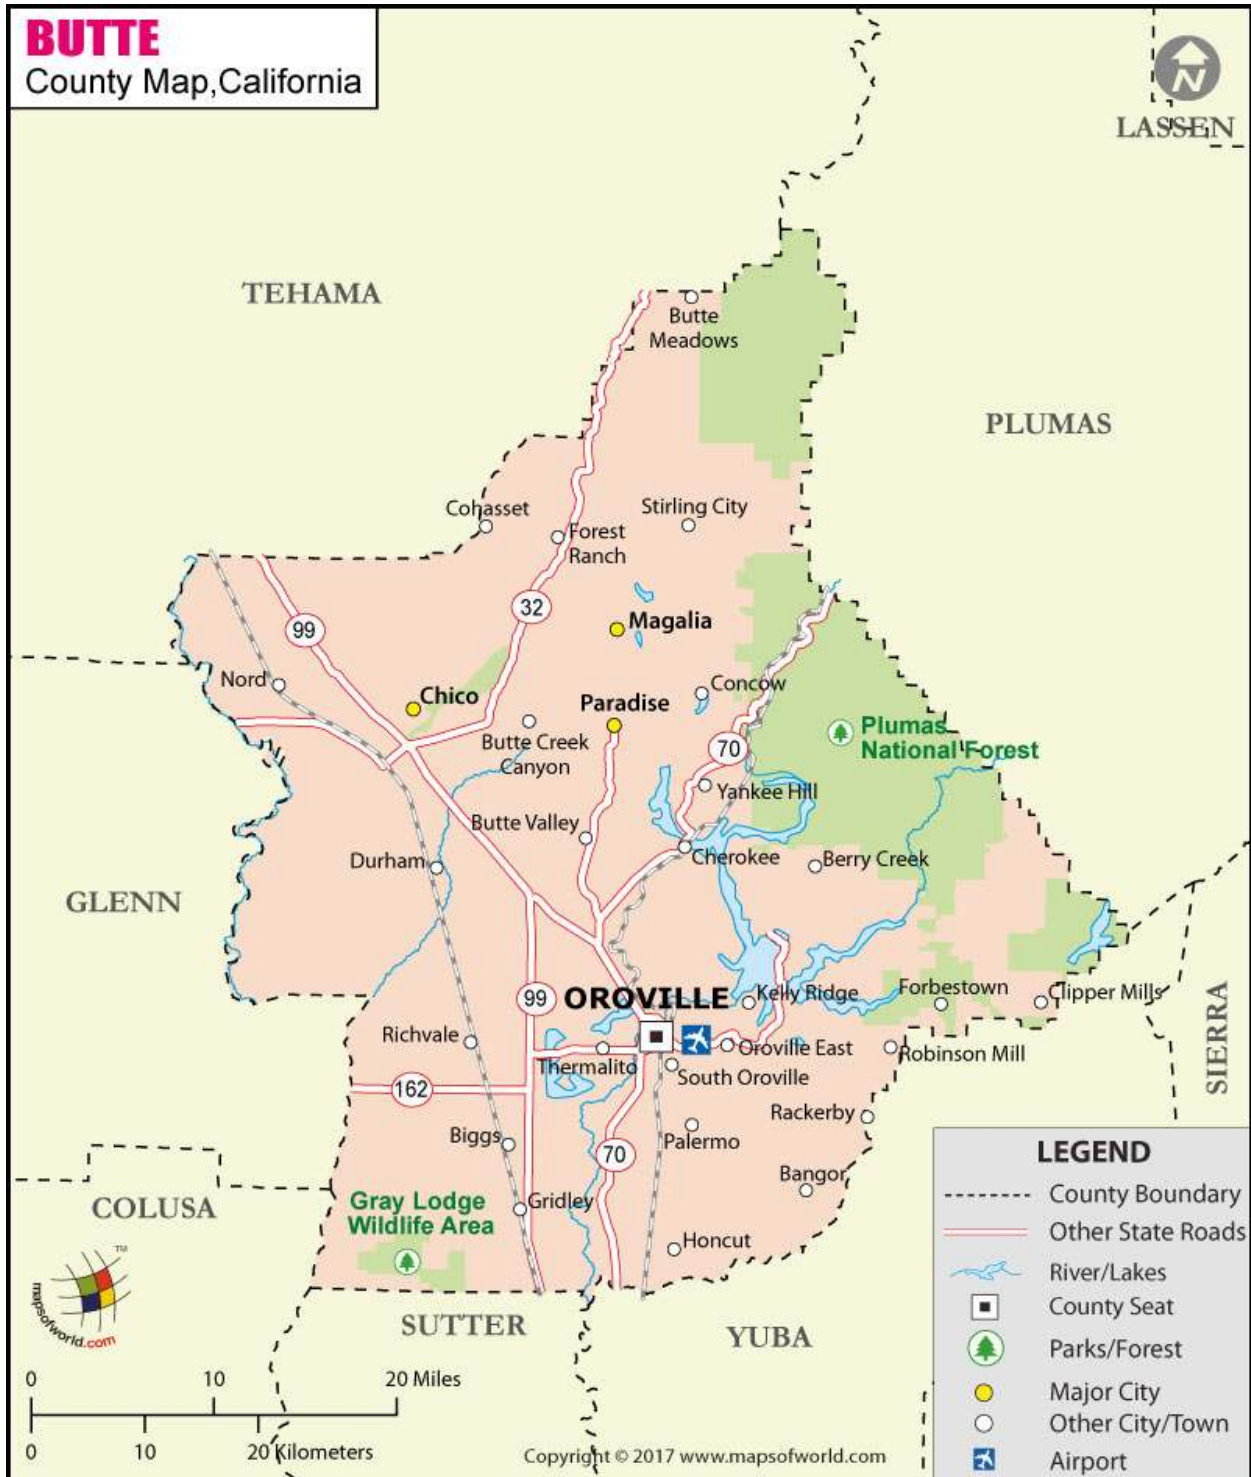 BUTTE
County Map,California
N
LASSEN
TEHAMA
Butte
Meadows
PLUMAS
Cohasset
Stirling City
Forest
Ranch
32
99
Magalia
Nord
Chico
Concow
Paradise
Butte Creek
Canyon
70
Plumas
National Forest
Yankee Hill
Butte Valley
Durham
Cherokee
Berry Creek
GLENN
99
OROVILLE
Kelly Ridge
Forbestown
Clipper Mills
SIERRA
Richvale
Thermalito
Oroville East
Robinson Mill
South Oroville
162
Rackerby
Biggs
Palermo
70
Bangor
COLUSA
Gray Lodge
Wildlife Area
Gridley
Honcut
TM
mapsofworld.com
SUTTER
YUBA
LEGEND
County Boundary
Other State Roads
River/Lakes
County Seat
Parks/Forest
Major City
Other City/Town
Airport
0 10 20 Miles
0 10 20 Kilometers
Copyright © 2017 www.mapsofworld.com